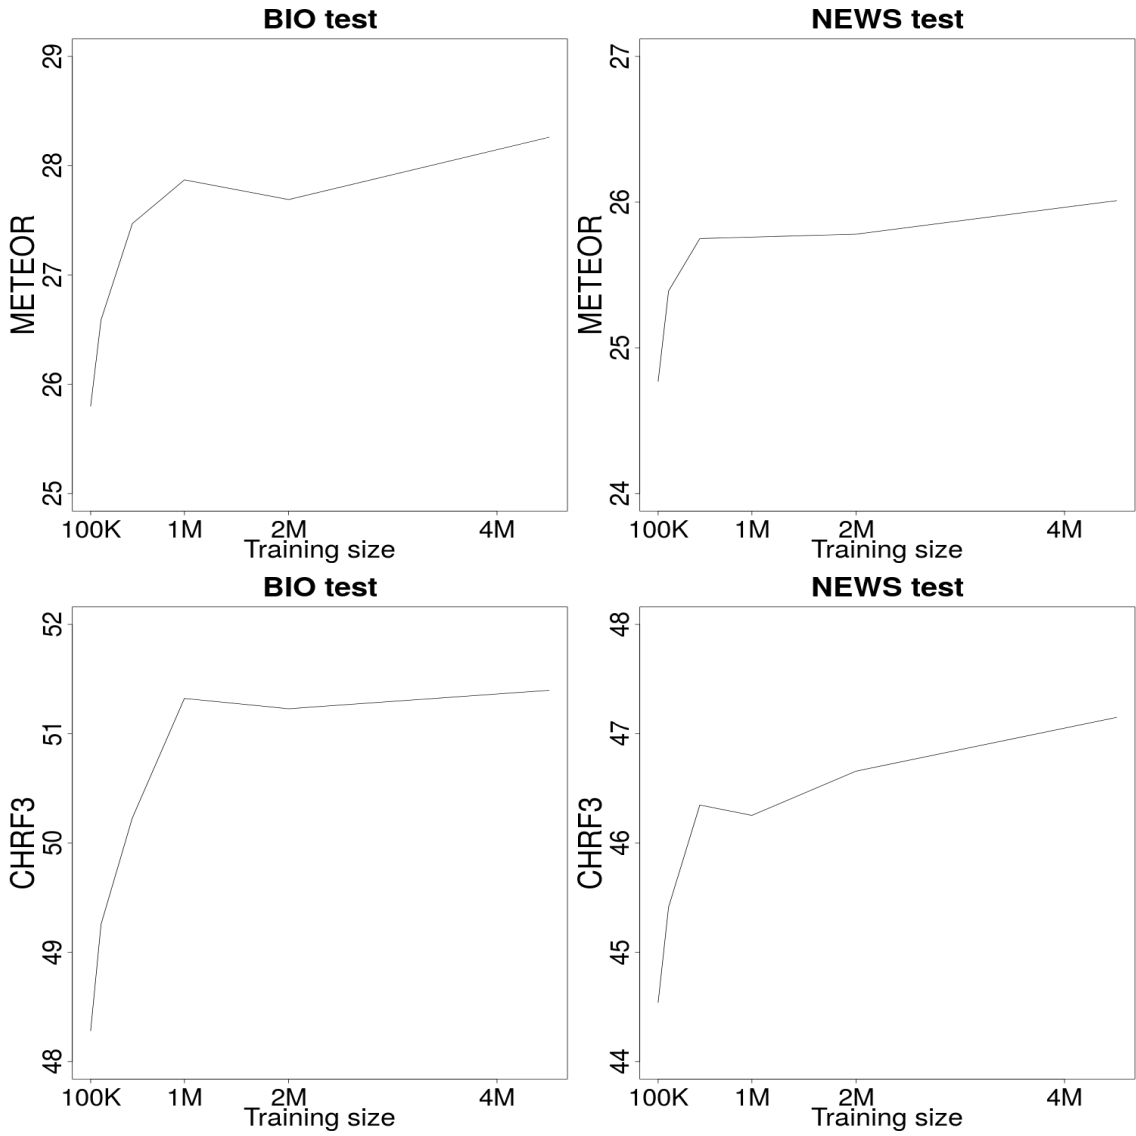 BIO test
METEOR
29
28
27
26
25
100K 1M 2M 4M
Training size
NEWS test
METEOR
27
26
25
24
100K 1M 2M 4M
Training size
BIO test
CHRF3
52
51
50
49
48
100K 1M 2M 4M
Training size
NEWS test
CHRF3
48
47
46
45
44
100K 1M 2M 4M
Training size